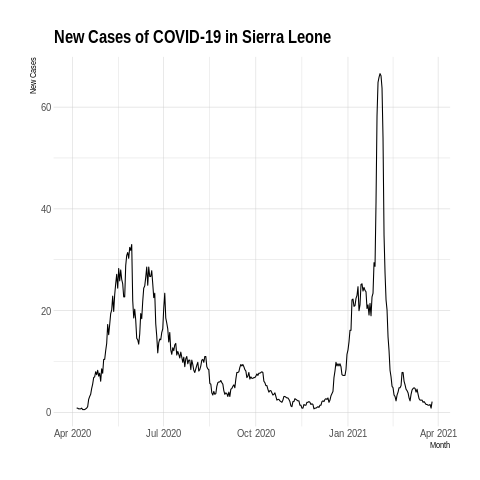 New Cases of COVID-19 in Sierra Leone
New Cases
60
40
20
0
Apr 2020 Jul 2020 Oct 2020 Jan 2021 Apr 2021
Month